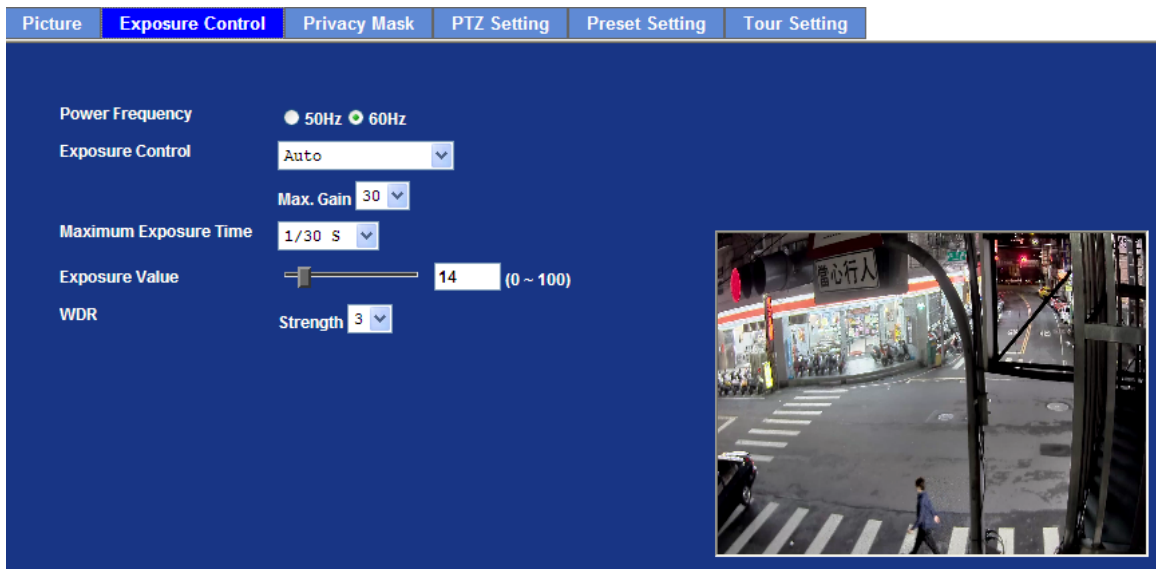 Picture Exposure Control Privacy Mask PTZ Setting Preset Setting Tour Setting
Power Frequency 50Hz 60Hz
Exposure Control Auto
Max. Gain 30
Maximum Exposure Time 1/30 S
Exposure Value 14 (0 ~ 100)
WDR Strength 3
當心行人